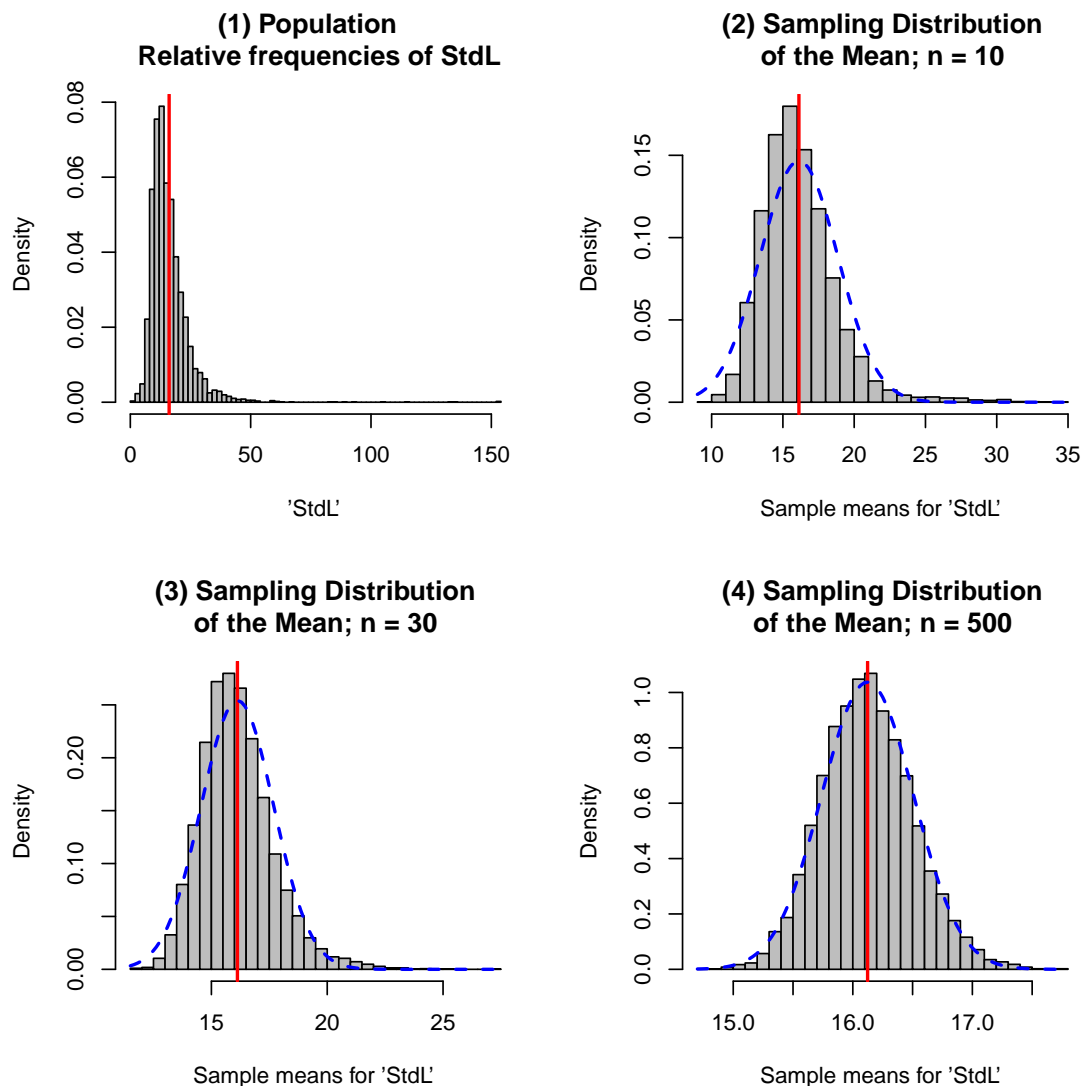 (1) Population
Relative frequencies of StdL
Density
0.00 0.02 0.04 0.06 0.08
0 50 100 150
’StdL’
(2) Sampling Distribution
of the Mean; n = 10
Density
0.00 0.05 0.10 0.15
10 15 20 25 30 35
Sample means for ’StdL’
(3) Sampling Distribution
of the Mean; n = 30
Density
0.00 0.10 0.20
15 20 25
Sample means for ’StdL’
(4) Sampling Distribution
of the Mean; n = 500
Density
0.0 0.2 0.4 0.6 0.8 1.0
15.0 16.0 17.0
Sample means for ’StdL’